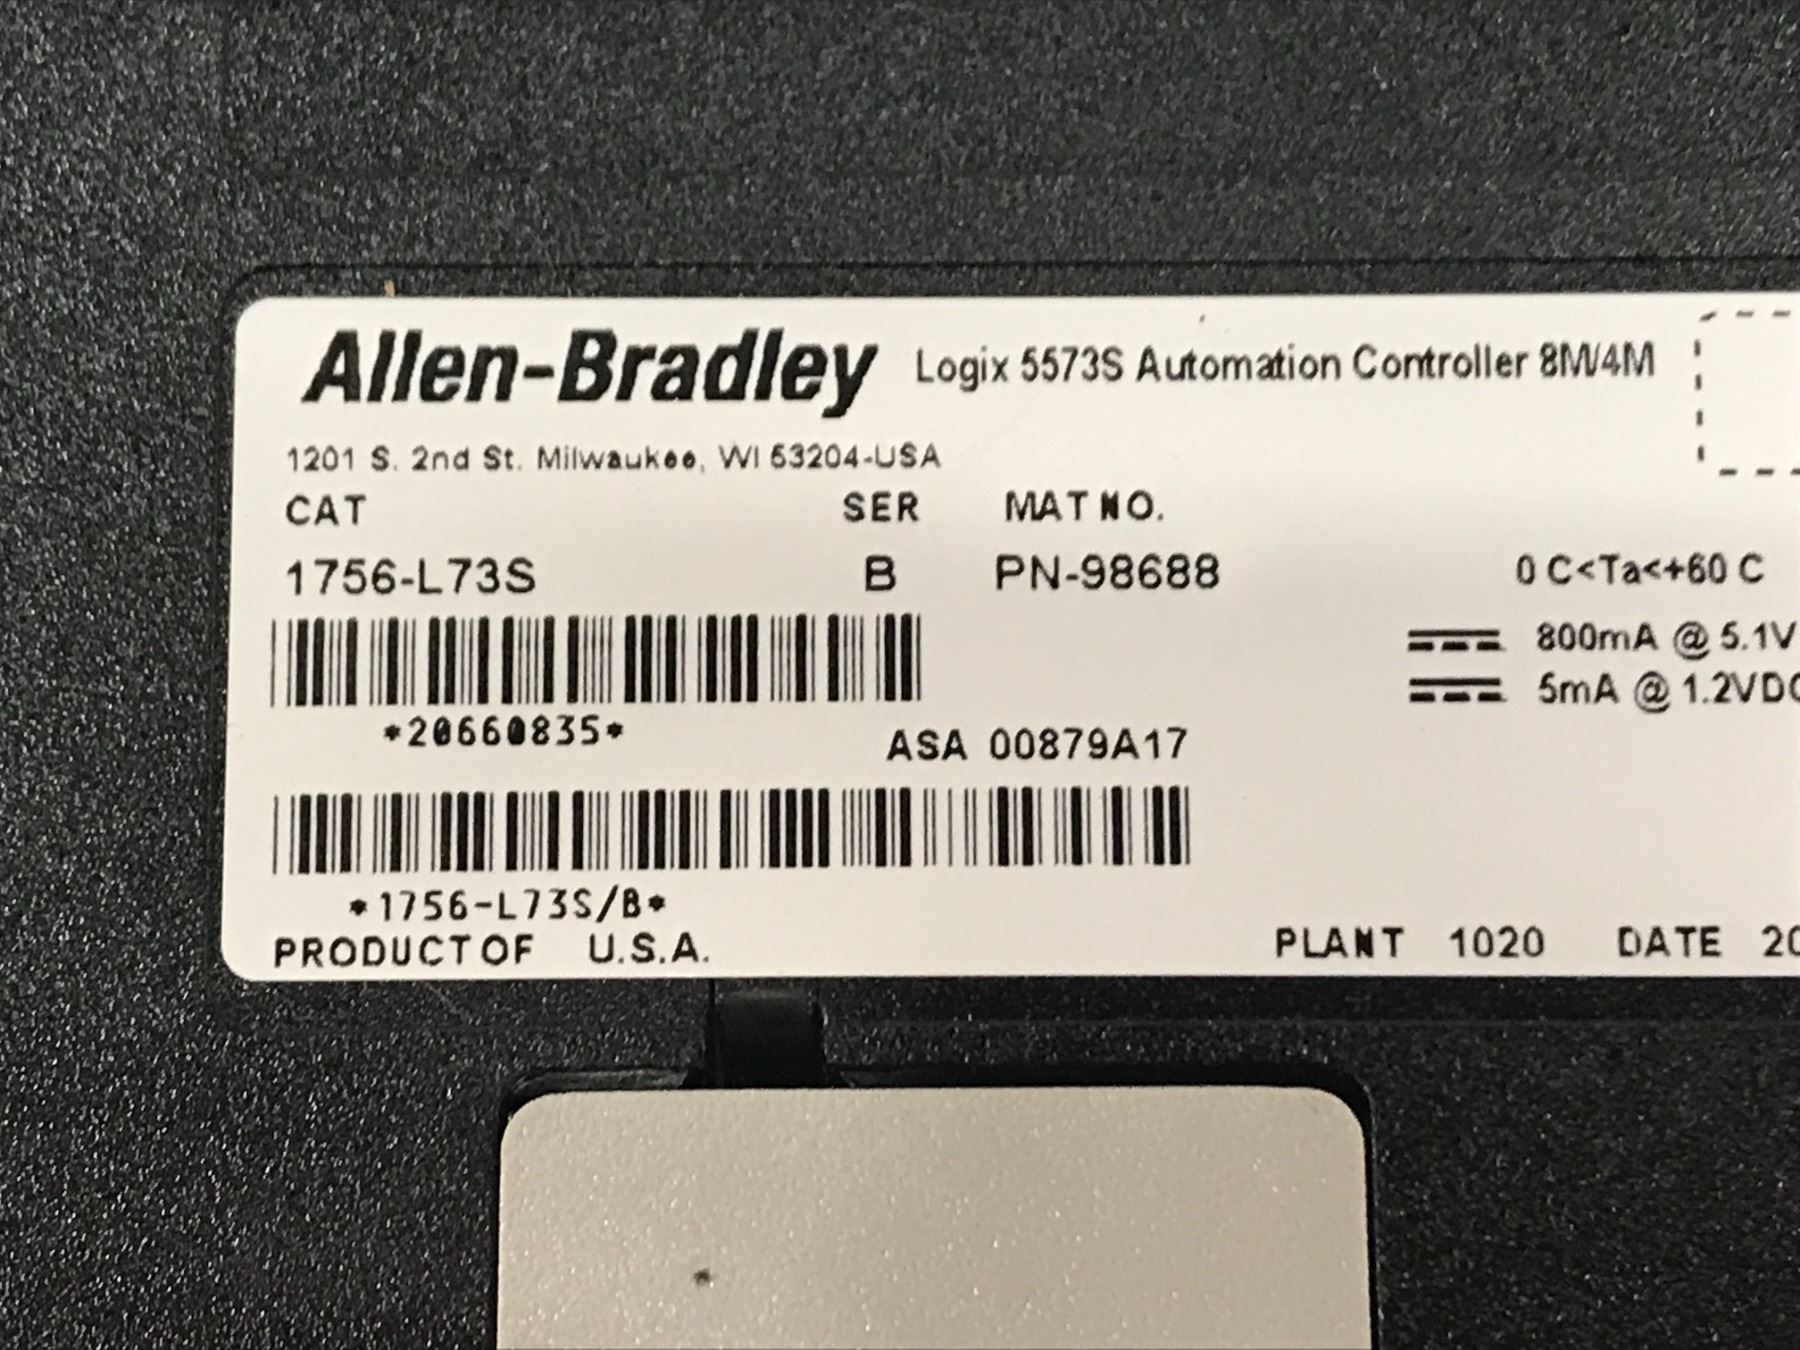 Allen-Bradley Logix 5573S Automation Controller 8M/4M
1201 S. 2nd St. Milwaukee, WI 53204-USA
CAT SER MAT NO.
1756-L73S B PN-98688 0 C<Ta<+60 C
800mA @ 5.1V
5mA @ 1.2VDC
*20660835*
ASA 00879A17
*1756-L73S/B*
PRODUCT OF U.S.A. PLANT 1020 DATE 20